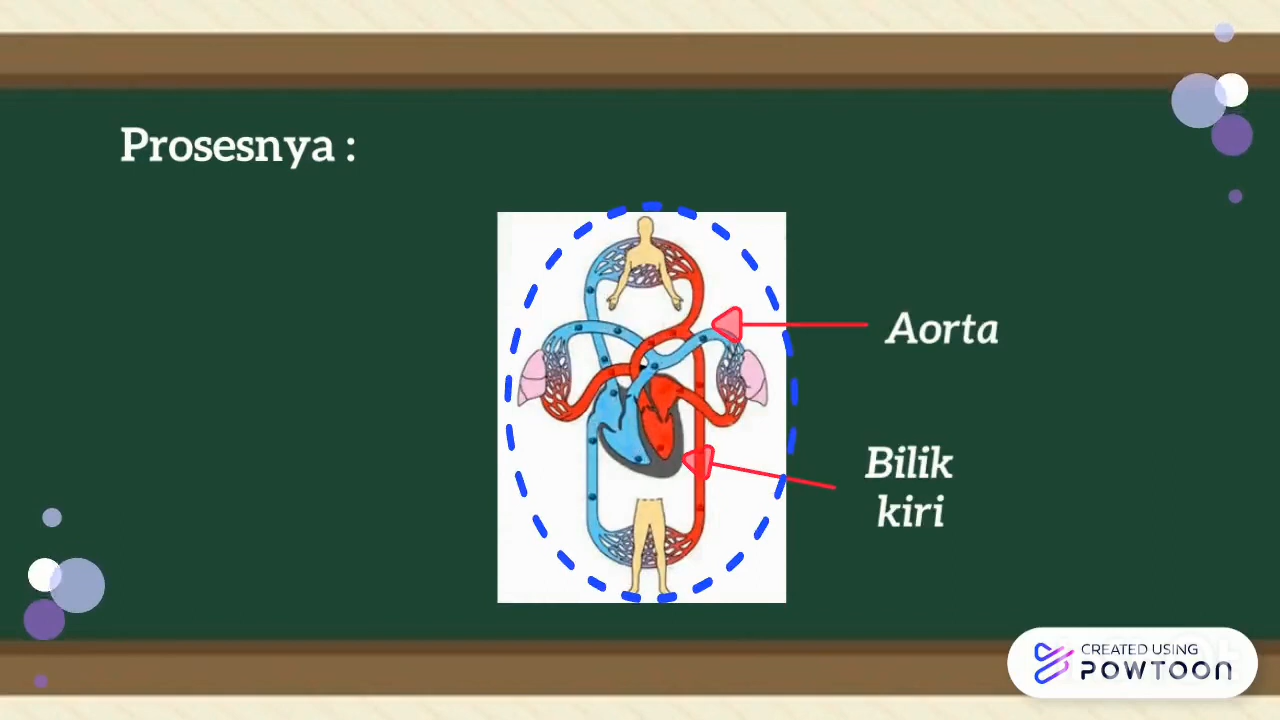 Prosesnya :
Aorta
Bilik
kiri
CREATED USING
POWTOON